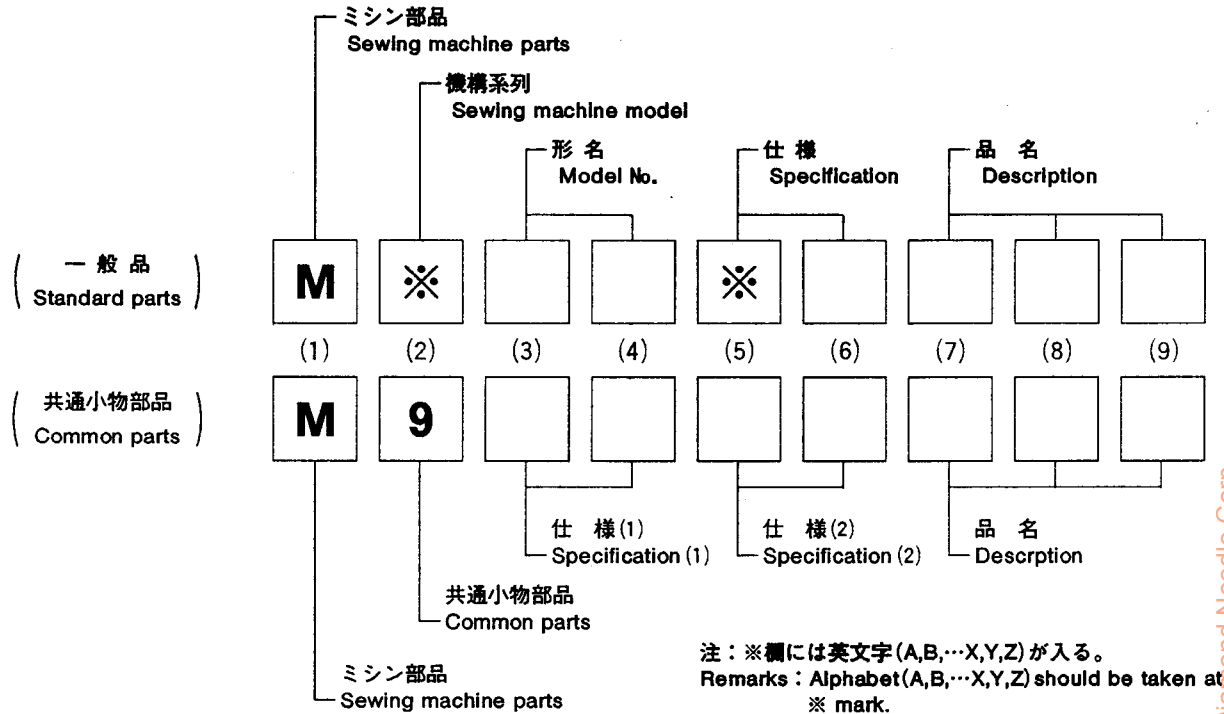 ミシン部品
Sewing machine parts
機構系列
Sewing machine model
形 名
Model No.
仕 様
Specification
品 名
Description
一 般 品
Standard parts
M ※ ※
(1) (2) (3) (4) (5) (6) (7) (8) (9)
共通小物部品
Common parts
M 9
仕 様(1)
Specification(1)
仕 様(2)
Specification(2)
品 名
Descrption
共通小物部品
Common parts
ミシン部品
Sewing machine parts
注：※欄には英文字(A,B,…X,Y,Z)が入る。
Remarks：Alphabet(A,B,…X,Y,Z)should be taken at
※ mark.
Needle Corp